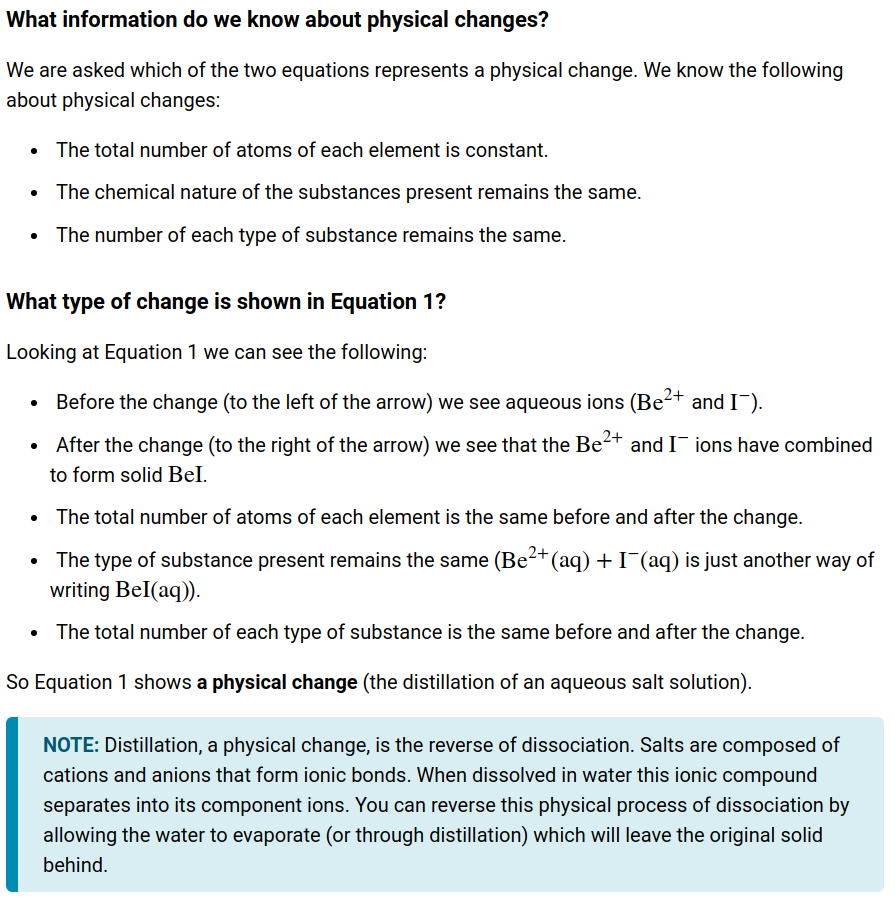 What information do we know about physical changes?
We are asked which of the two equations represents a physical change. We know the following
about physical changes:
• The total number of atoms of each element is constant.
• The chemical nature of the substances present remains the same.
• The number of each type of substance remains the same.
What type of change is shown in Equation 1?
Looking at Equation 1 we can see the following:
• Before the change (to the left of the arrow) we see aqueous ions (Be²⁺ and I⁻).
• After the change (to the right of the arrow) we see that the Be²⁺ and I⁻ ions have combined
to form solid BeI.
• The total number of atoms of each element is the same before and after the change.
• The type of substance present remains the same (Be²⁺(aq) + I⁻(aq) is just another way of
writing BeI(aq)).
• The total number of each type of substance is the same before and after the change.
So Equation 1 shows a physical change (the distillation of an aqueous salt solution).
NOTE: Distillation, a physical change, is the reverse of dissociation. Salts are composed of
cations and anions that form ionic bonds. When dissolved in water this ionic compound
separates into its component ions. You can reverse this physical process of dissociation by
allowing the water to evaporate (or through distillation) which will leave the original solid
behind.